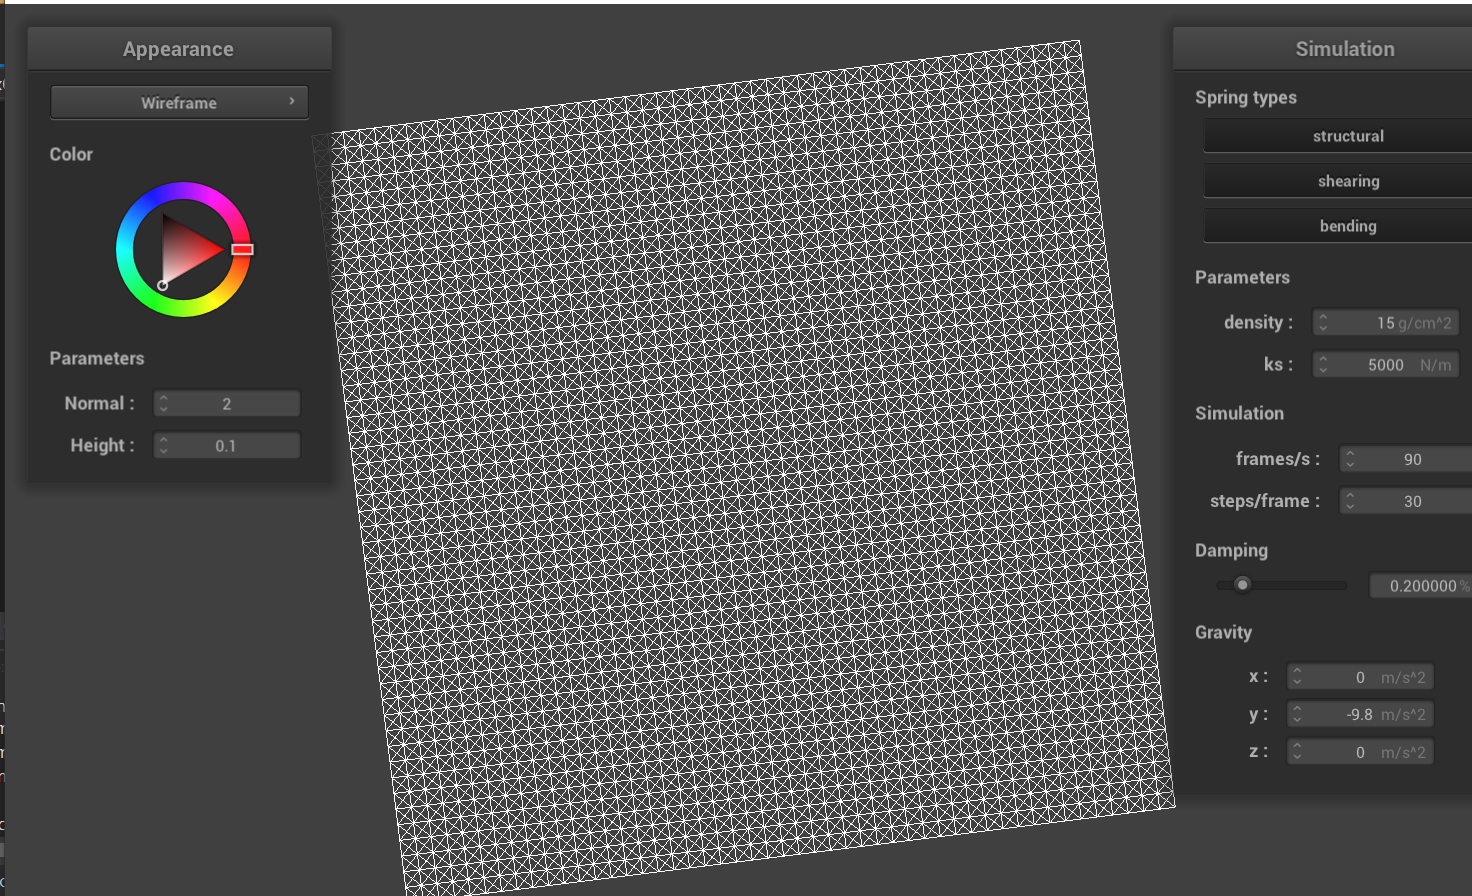 Appearance
Wireframe
Color
Parameters
Normal :
2
Height :
0.1
Simulation
Spring types
structural
shearing
bending
Parameters
density :
15 g/cm^2
ks :
5000 N/m
Simulation
frames/s :
90
steps/frame :
30
Damping
0.200000 %
Gravity
x :
0 m/s^2
y :
-9.8 m/s^2
z :
0 m/s^2